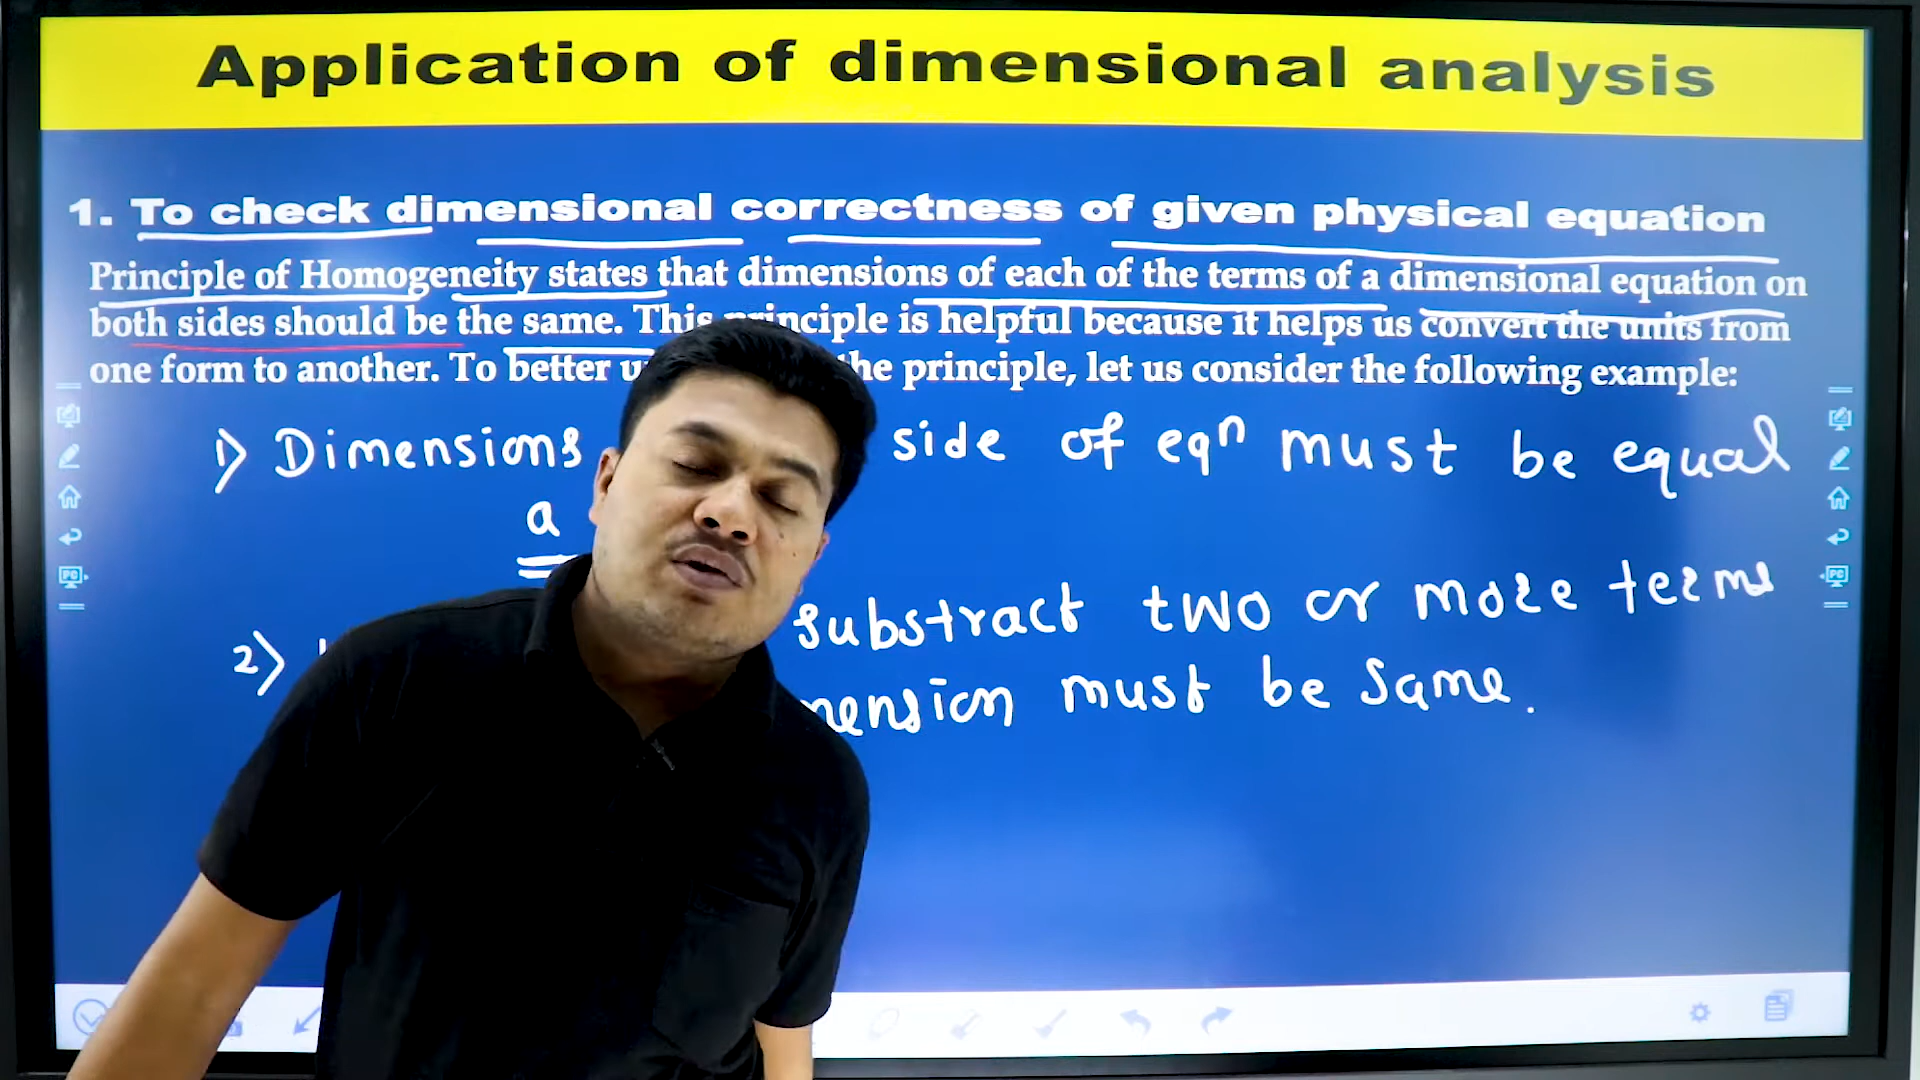 Application of dimensional analysis
1. To check dimensional correctness of given physical equation
Principle of Homogeneity states that dimensions of each of the terms of a dimensional equation on
both sides should be the same. This principle is helpful because it helps us convert the units from
one form to another. To better the principle, let us consider the following example:
1) Dimensions side of eqn must be equal
a
2) substract two or more terms
must be same.
PC
PC